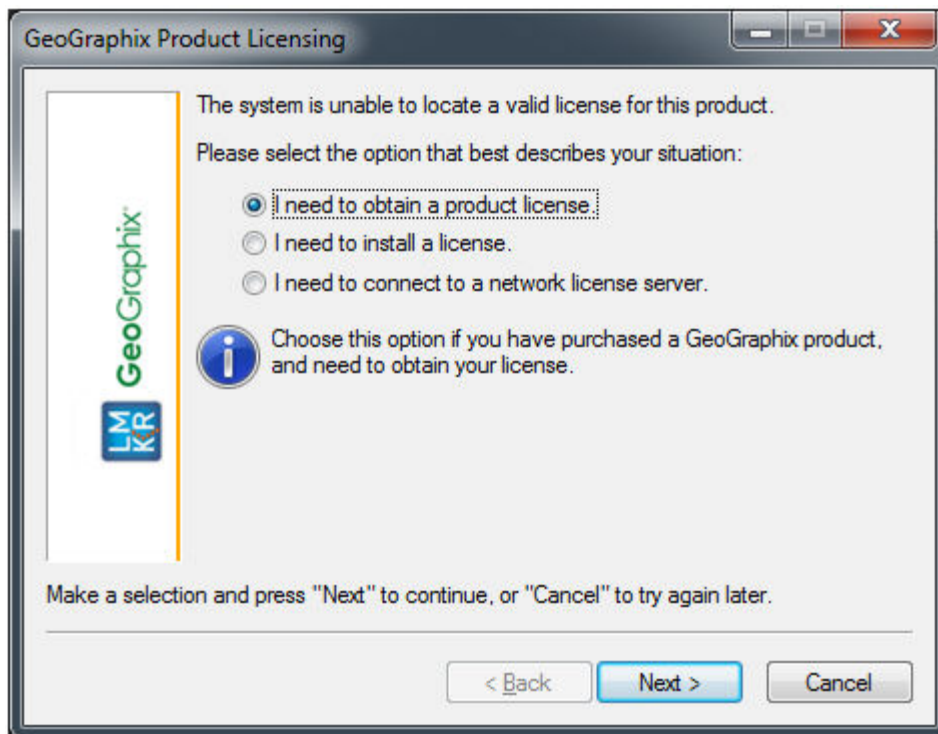 GeoGraphix Product Licensing
The system is unable to locate a valid license for this product.
Please select the option that best describes your situation:
I need to obtain a product license.
I need to install a license.
I need to connect to a network license server.
Choose this option if you have purchased a GeoGraphix product,
and need to obtain your license.
GeoGraphix
LM
KR
Make a selection and press "Next" to continue, or "Cancel" to try again later.
< Back
Next >
Cancel